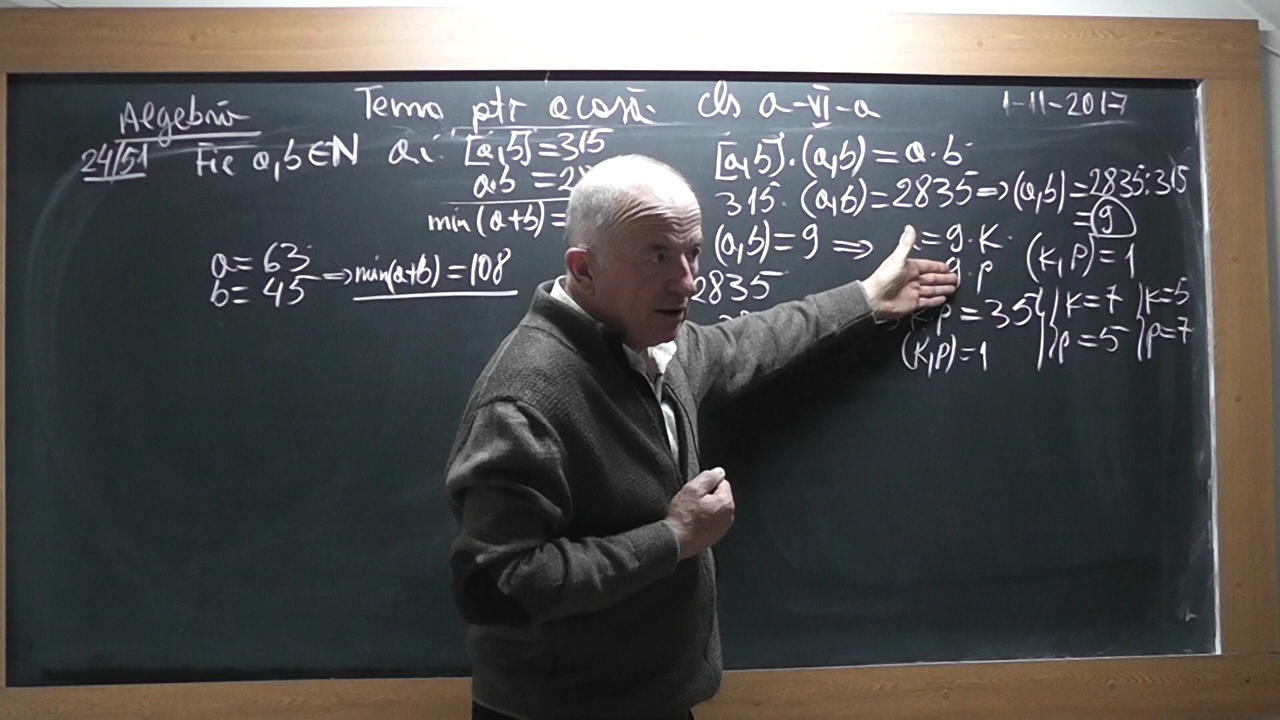 Algebră Tema ptr acasă cls a-VI-a 1-11-2017
24/51 Fie a,b∈N a.î. [a,b]=315
a.b =2
min(a+b)=
a=63
b=45 ⇒ min(a+b)=108
[a,b].(a,b)=a.b
315.(a,b)=2835⇒(a,b)=2835:315
=9
(a,b)=9 ⇒ a=9.K (K,P)=1
9.p
2835
P=35 K=7 K=5
p=5 p=7
(K,P)=1